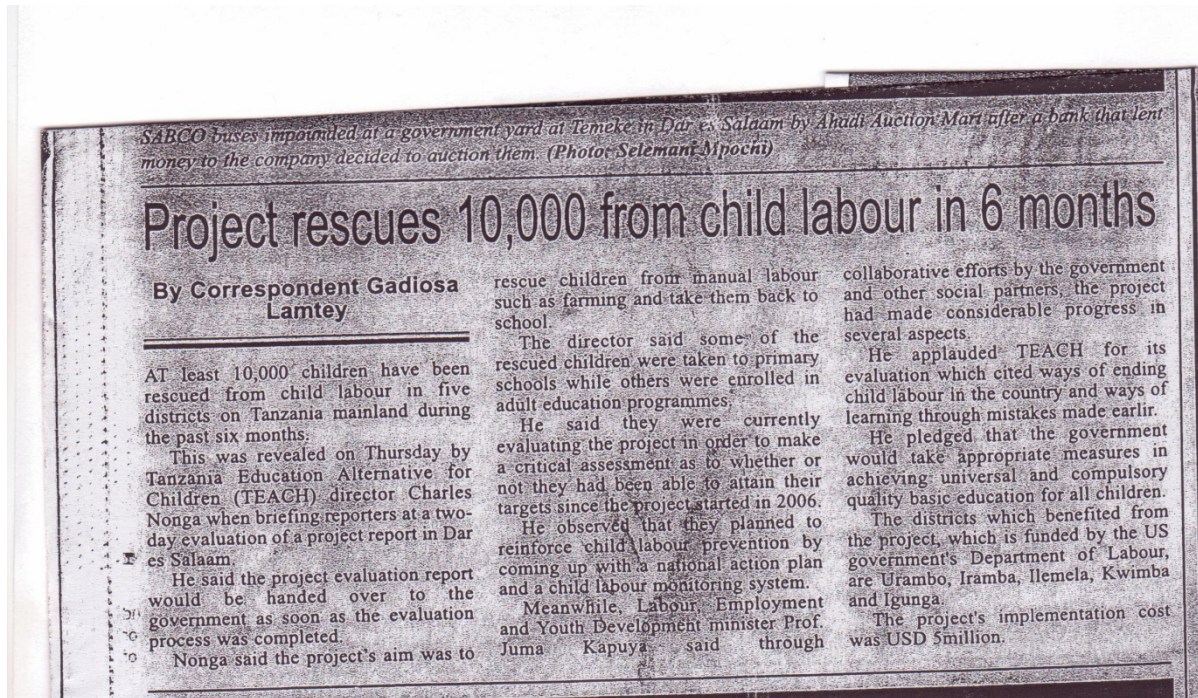 SABCO buses impounded at a government yard at Temeke in Dar es Salaam by Ahadi Auction Mart after a bank that lent
money to the company decided to auction them. (Photo: Selemani Mpochi)
Project rescues 10,000 from child labour in 6 months
By Correspondent Gadiosa
Lamtey
AT least 10,000 children have been
rescued from child labour in five
districts on Tanzania mainland during
the past six months.
This was revealed on Thursday by
Tanzania Education Alternative for
Children (TEACH) director Charles
Nonga when briefing reporters at a two-
day evaluation of a project report in Dar
es Salaam.
He said the project evaluation report
would be handed over to the
government as soon as the evaluation
process was completed.
Nonga said the project's aim was to
rescue children from manual labour
such as farming and take them back to
school.
The director said some of the
rescued children were taken to primary
schools while others were enrolled in
adult education programmes.
He said they were currently
evaluating the project in order to make
a critical assessment as to whether or
not they had been able to attain their
targets since the project started in 2006.
He observed that they planned to
reinforce child labour prevention by
coming up with a national action plan
and a child labour monitoring system.
Meanwhile, Labour, Employment
and Youth Development minister Prof.
Juma Kapuya said through
collaborative efforts by the government
and other social partners, the project
had made considerable progress in
several aspects.
He applauded TEACH for its
evaluation which cited ways of ending
child labour in the country and ways of
learning through mistakes made earlir.
He pledged that the government
would take appropriate measures in
achieving universal and compulsory
quality basic education for all children.
The districts which benefited from
the project, which is funded by the US
government's Department of Labour,
are Urambo, Iramba, Ilemela, Kwimba
and Igunga.
The project's implementation cost
was USD 5million.